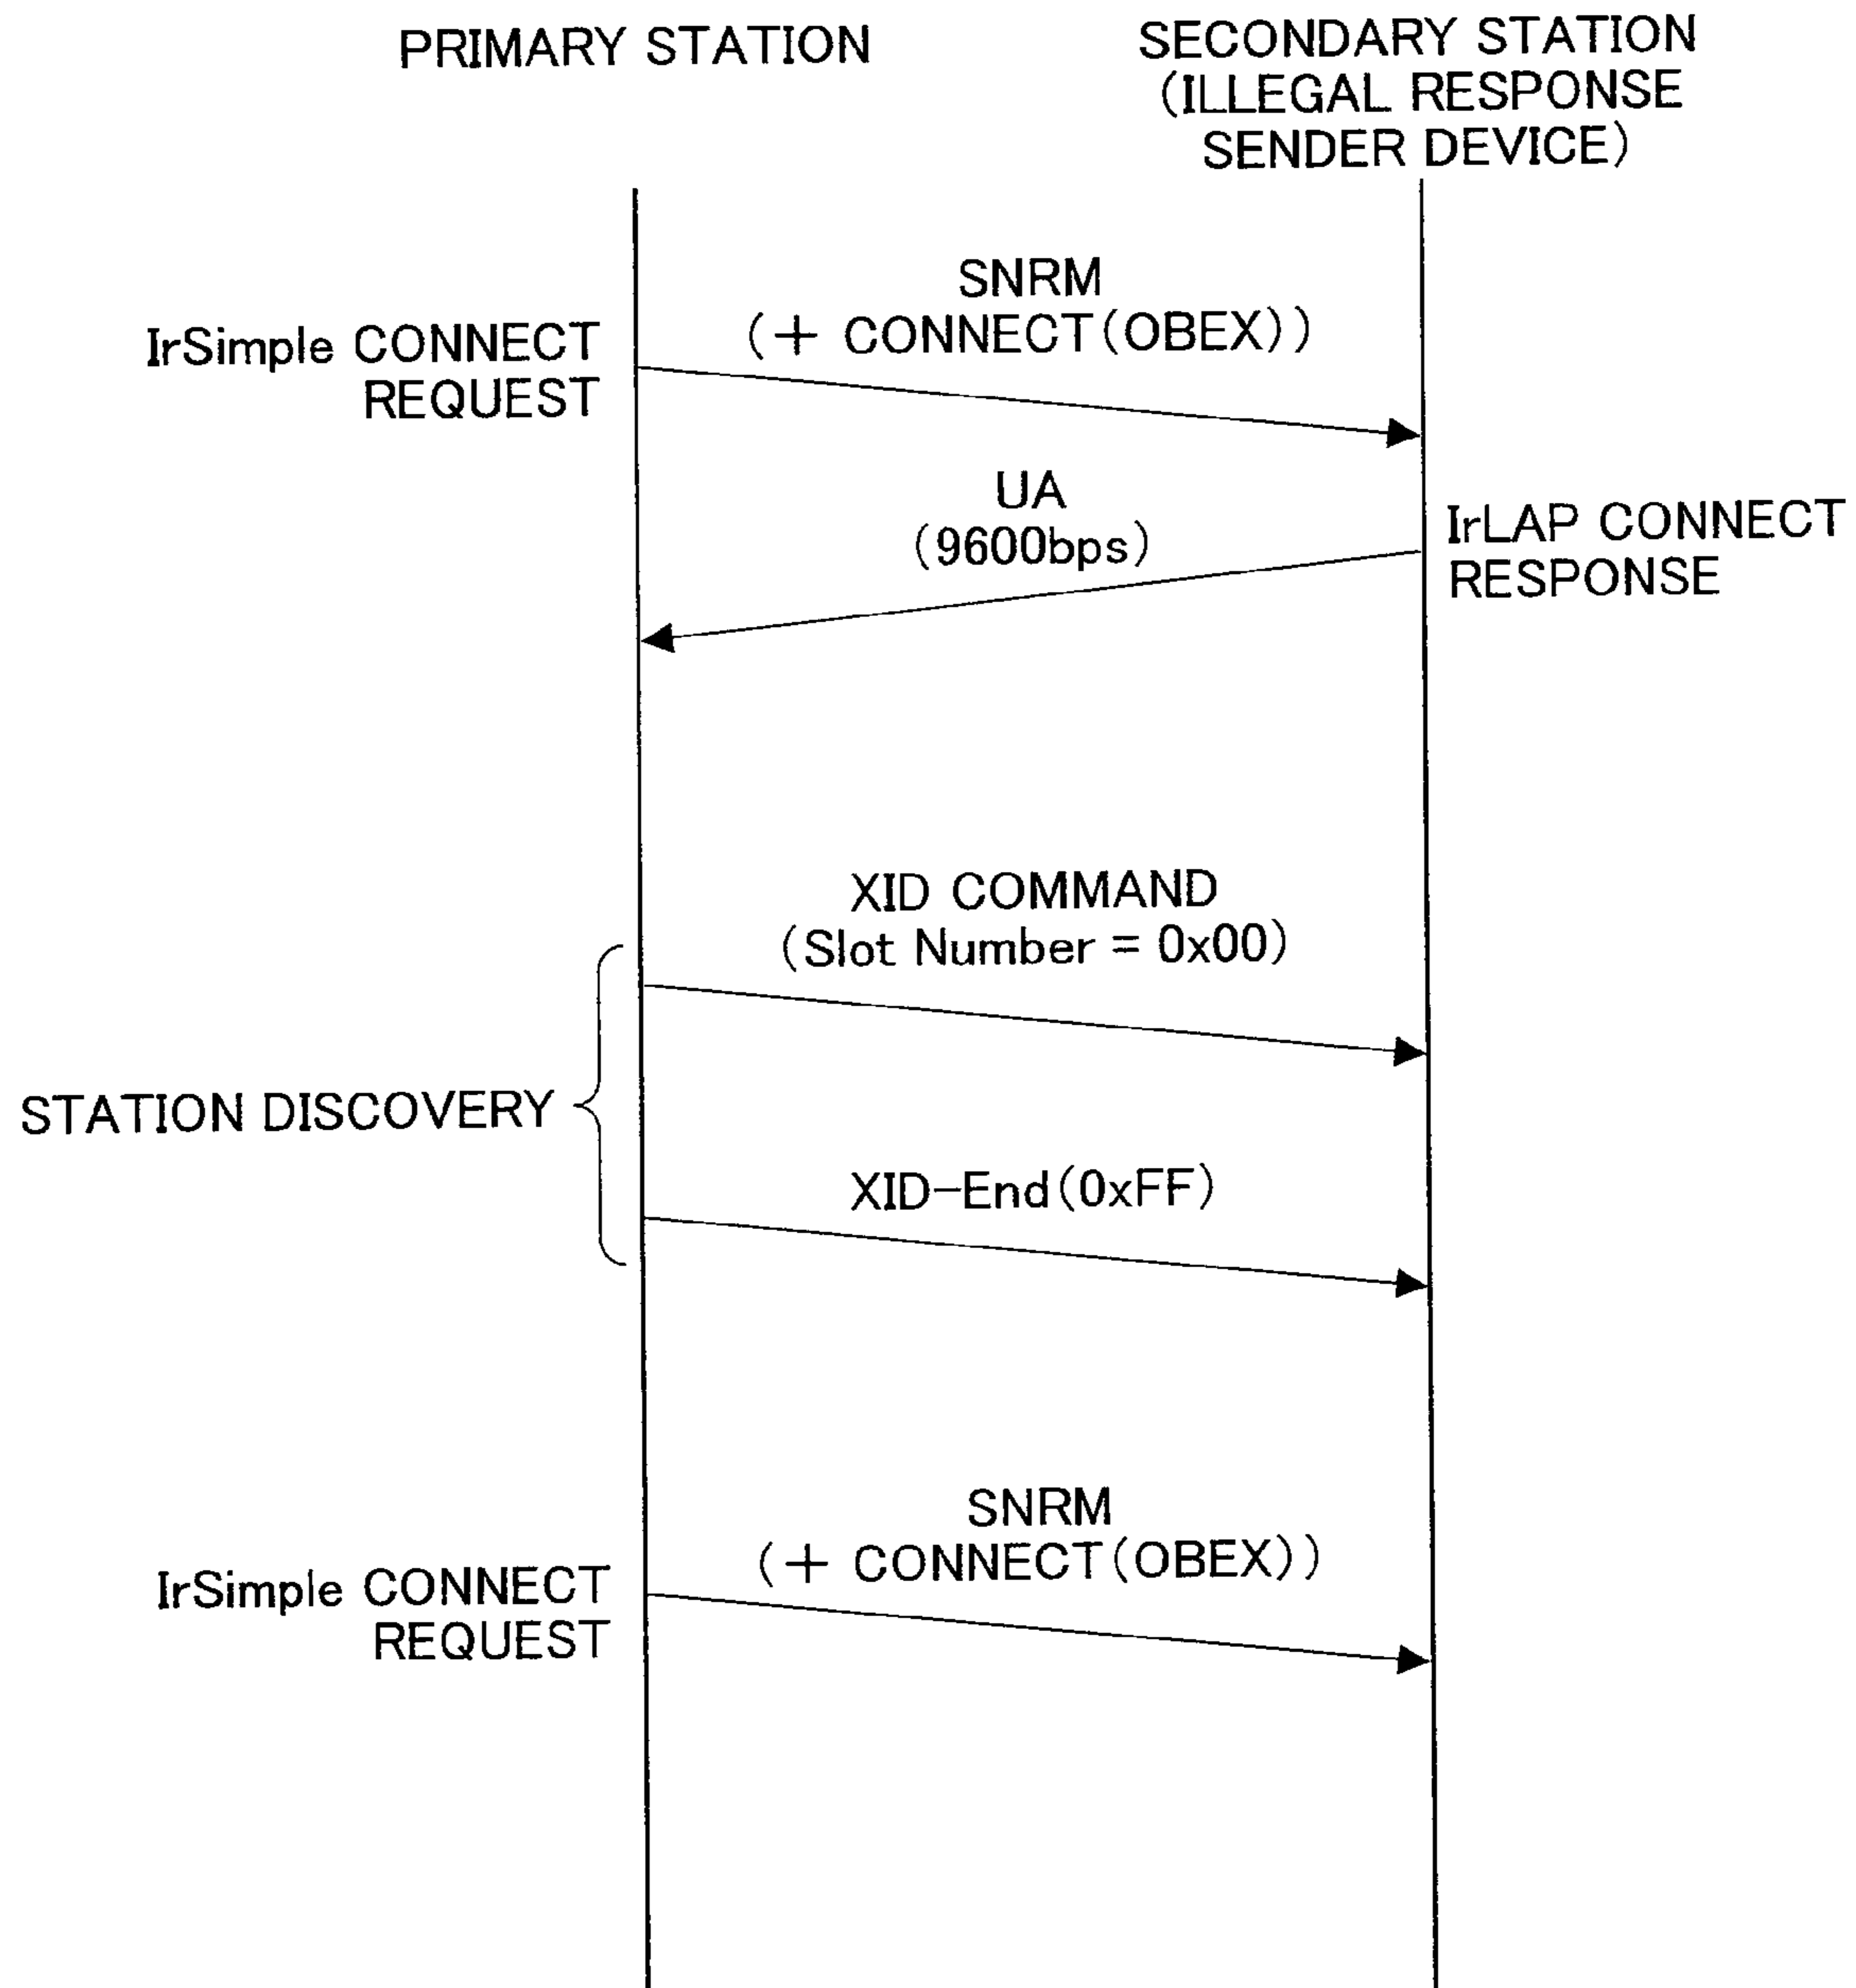 PRIMARY STATION
SECONDARY STATION
(ILLEGAL RESPONSE
SENDER DEVICE)
SNRM
(+ CONNECT(OBEX))
IrSimple CONNECT
REQUEST
UA
(9600bps)
IrLAP CONNECT
RESPONSE
XID COMMAND
(Slot Number = 0x00)
STATION DISCOVERY
XID-End(0xFF)
SNRM
(+ CONNECT(OBEX))
IrSimple CONNECT
REQUEST